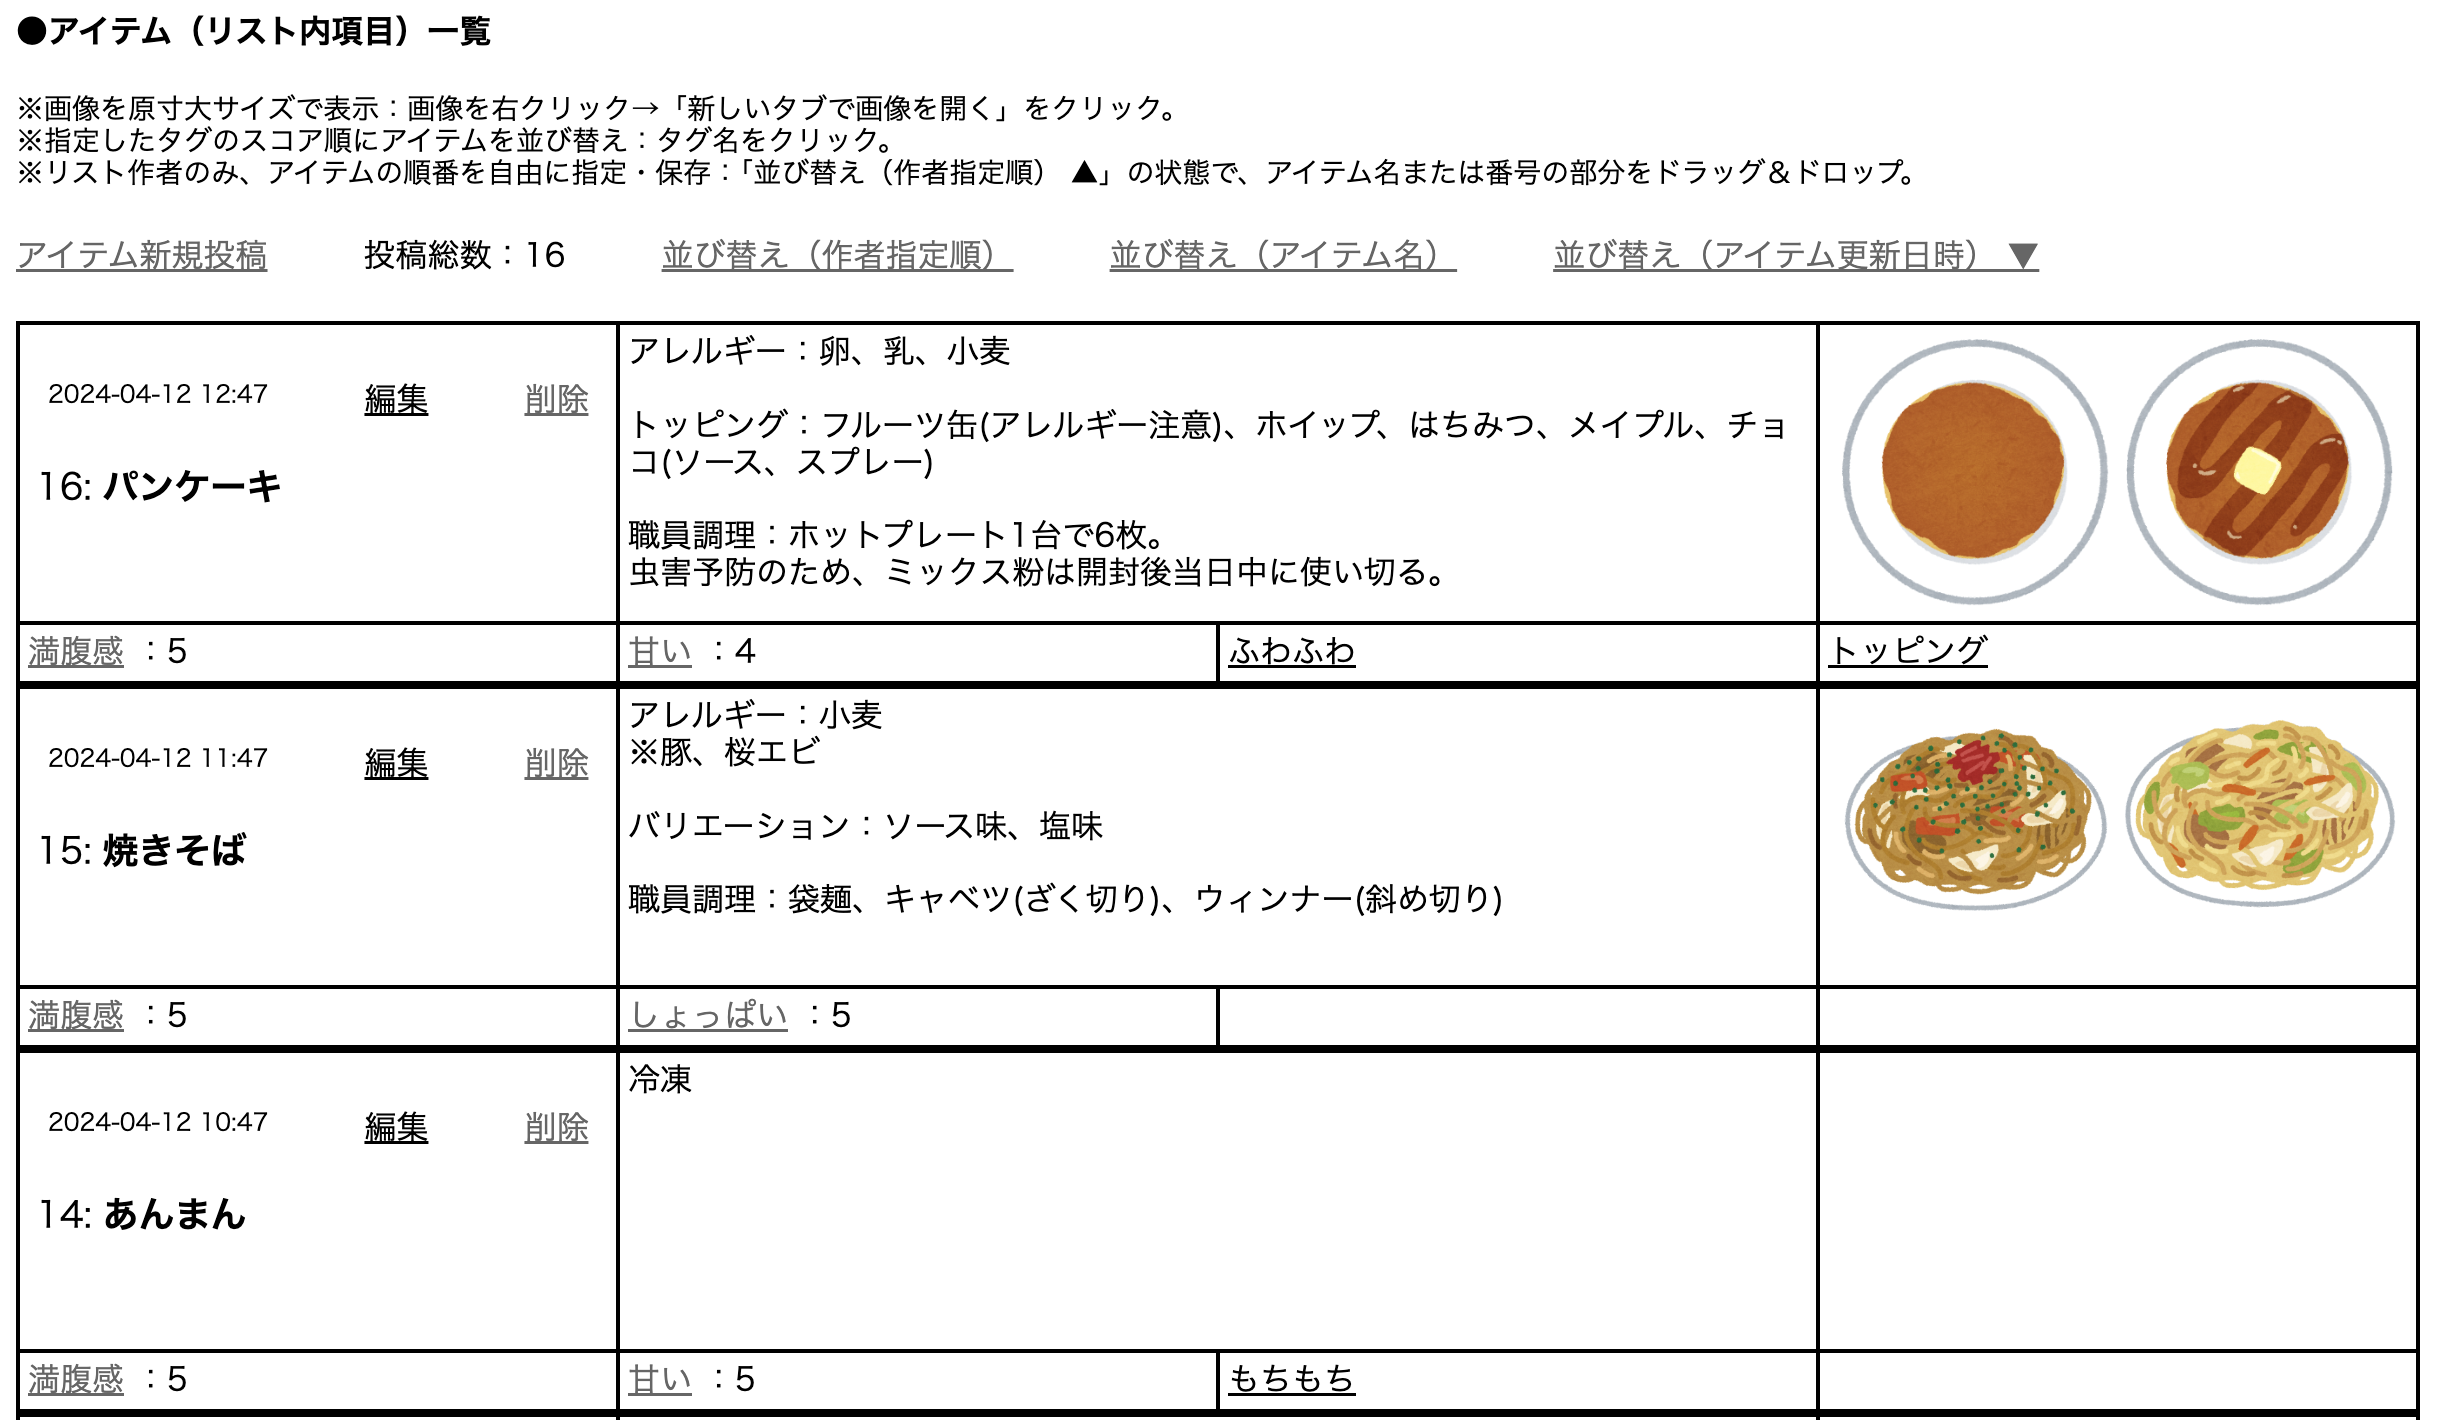 ●アイテム（リスト内項目）一覧
※画像を原寸大サイズで表示：画像を右クリック→「新しいタブで画像を開く」をクリック。
※指定したタグのスコア順にアイテムを並び替え：タグ名をクリック。
※リスト作者のみ、アイテムの順番を自由に指定・保存：「並び替え（作者指定順） ▲」の状態で、アイテム名または番号の部分をドラッグ＆ドロップ。
アイテム新規投稿 投稿総数：16 並び替え（作者指定順） 並び替え（アイテム名） 並び替え（アイテム更新日時） ▼
2024-04-12 12:47 編集 削除
16: パンケーキ
アレルギー：卵、乳、小麦
トッピング：フルーツ缶(アレルギー注意)、ホイップ、はちみつ、メイプル、チョ
コ(ソース、スプレー)
職員調理：ホットプレート1台で6枚。
虫害予防のため、ミックス粉は開封後当日中に使い切る。
満腹感 ：5 甘い ：4 ふわふわ トッピング
2024-04-12 11:47 編集 削除
15: 焼きそば
アレルギー：小麦
※豚、桜エビ
バリエーション：ソース味、塩味
職員調理：袋麺、キャベツ(ざく切り)、ウィンナー(斜め切り)
満腹感 ：5 しょっぱい ：5
2024-04-12 10:47 編集 削除
14: あんまん
冷凍
満腹感 ：5 甘い ：5 もちもち